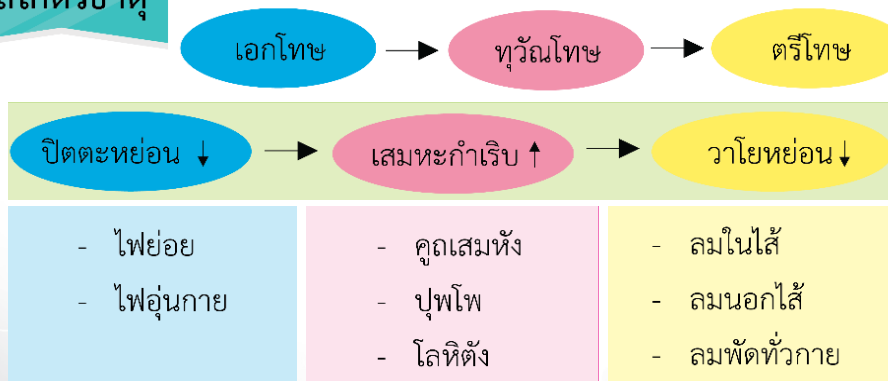 เอกโทษ → ทุวัณโทษ → ตรีโทษ
ปิตตะหย่อน ↓ → เสมหะกำเริบ ↑ → วาโยหย่อน ↓
- ไฟย่อย
- ไฟอุ่นกาย
- คูถเสมหัง
- ปุพโพ
- โลหิตัง
- ลมในไส้
- ลมนอกไส้
- ลมพัดทั่วกาย